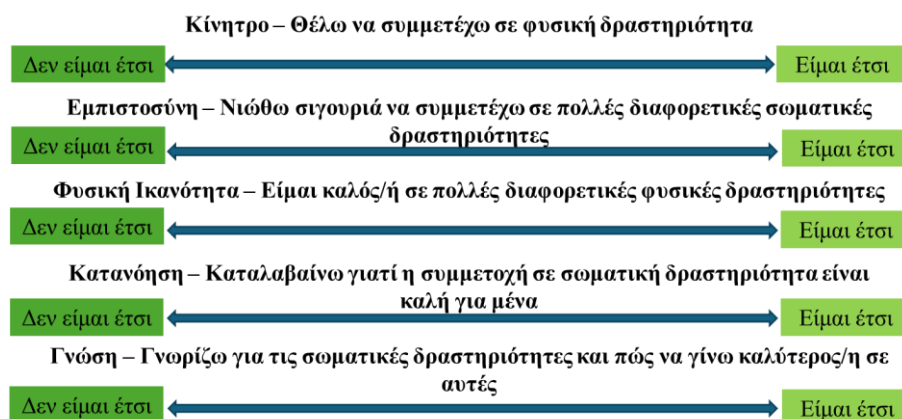 Κίνητρο – Θέλω να συμμετέχω σε φυσική δραστηριότητα
Δεν είμαι έτσι Είμαι έτσι
Εμπιστοσύνη – Νιώθω σιγουριά να συμμετέχω σε πολλές διαφορετικές σωματικές
δραστηριότητες
Δεν είμαι έτσι Είμαι έτσι
Φυσική Ικανότητα – Είμαι καλός/ή σε πολλές διαφορετικές φυσικές δραστηριότητες
Δεν είμαι έτσι Είμαι έτσι
Κατανόηση – Καταλαβαίνω γιατί η συμμετοχή σε σωματική δραστηριότητα είναι
καλή για μένα
Δεν είμαι έτσι Είμαι έτσι
Γνώση – Γνωρίζω για τις σωματικές δραστηριότητες και πώς να γίνω καλύτερος/η σε
αυτές
Δεν είμαι έτσι Είμαι έτσι